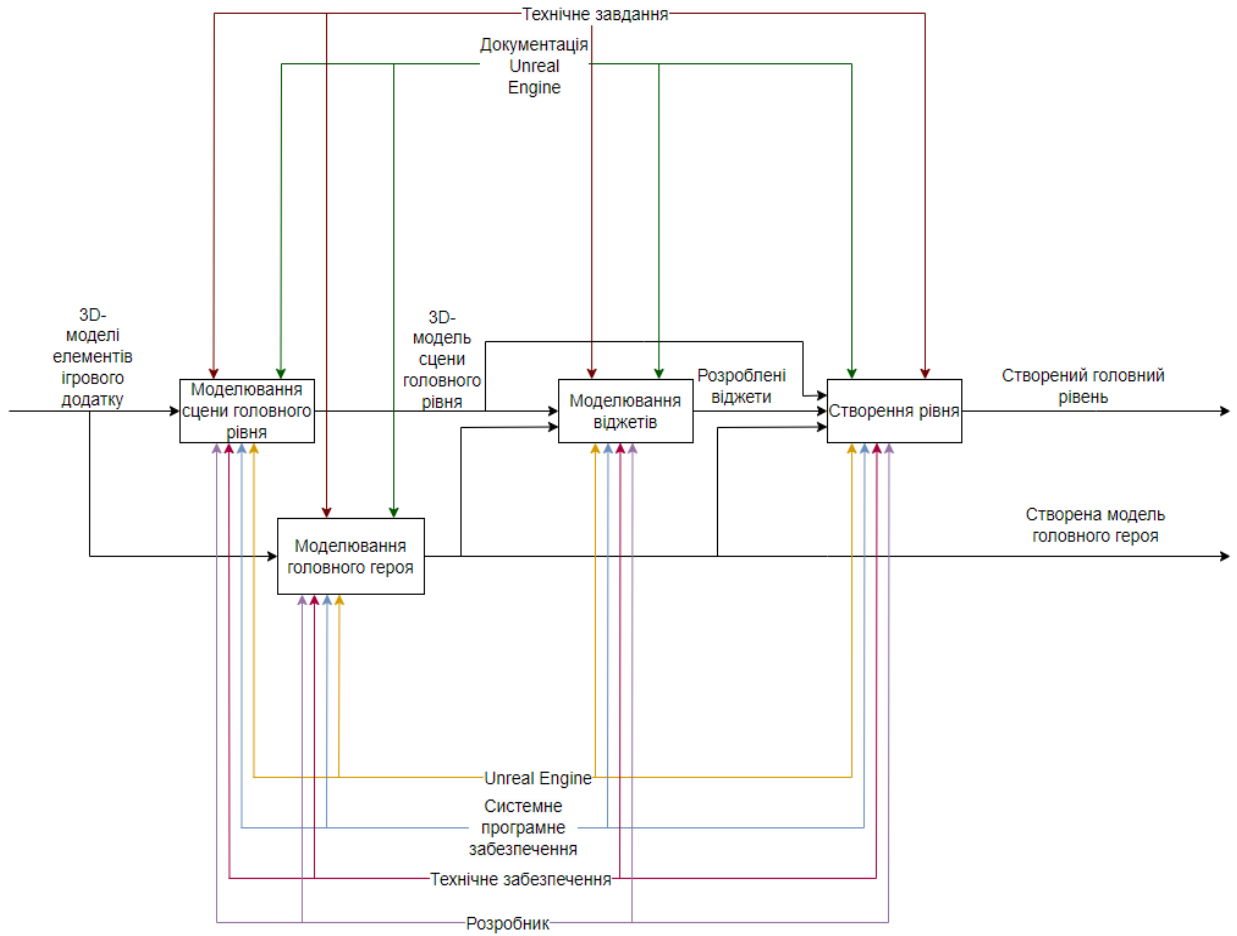 Технічне завдання
Документація
Unreal
Engine
3D-
моделі
елементів
ігрового
додатку
3D-
модель
сцени
головного
рівня
Моделювання
сцени головного
рівня
Моделювання
віджетів
Розроблені
віджети
Створення рівня
Створений головний
рівень
Моделювання
головного героя
Створена модель
головного героя
Unreal Engine
Системне
програмне
забезпечення
Технічне забезпечення
Розробник